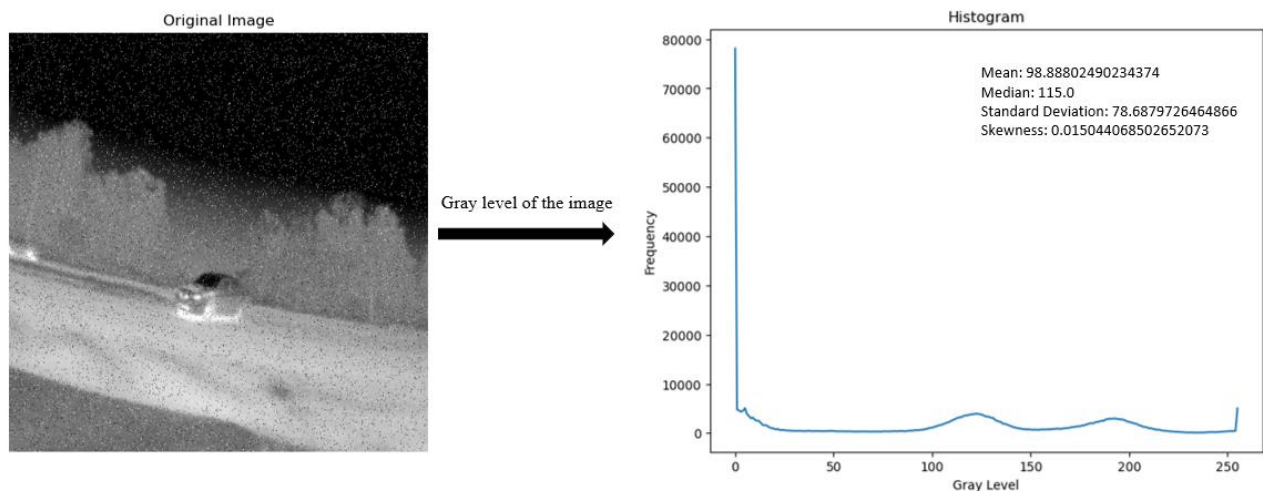 Original Image
Gray level of the image
Histogram
Mean: 98.88802490234374
Median: 115.0
Standard Deviation: 78.6879726464866
Skewness: 0.015044068502652073
Frequency
80000
70000
60000
50000
40000
30000
20000
10000
0
0
50
100
150
200
250
Gray Level